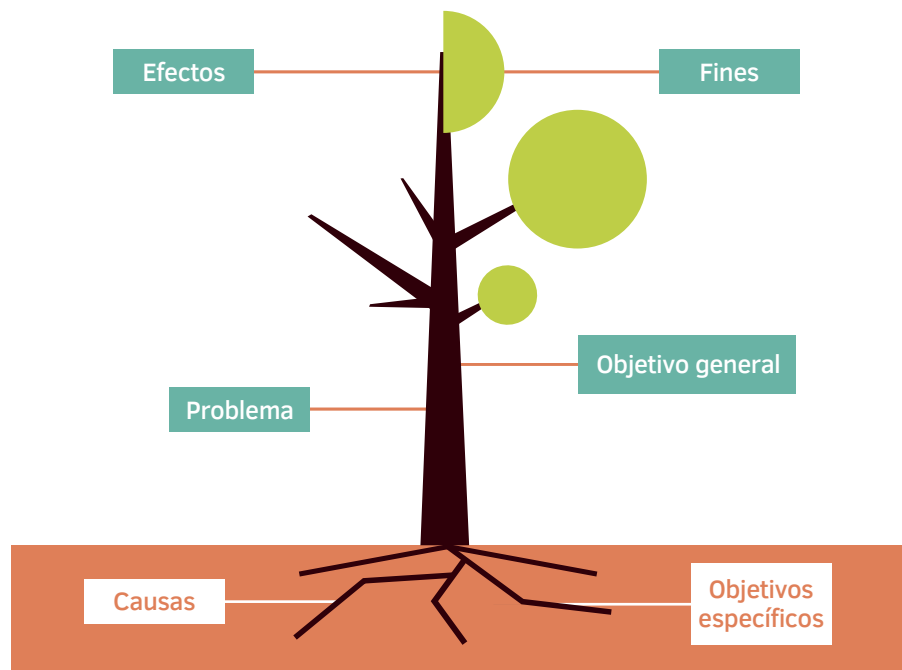 Efectos
Fines
Objetivo general
Problema
Causas
Objetivos
específicos